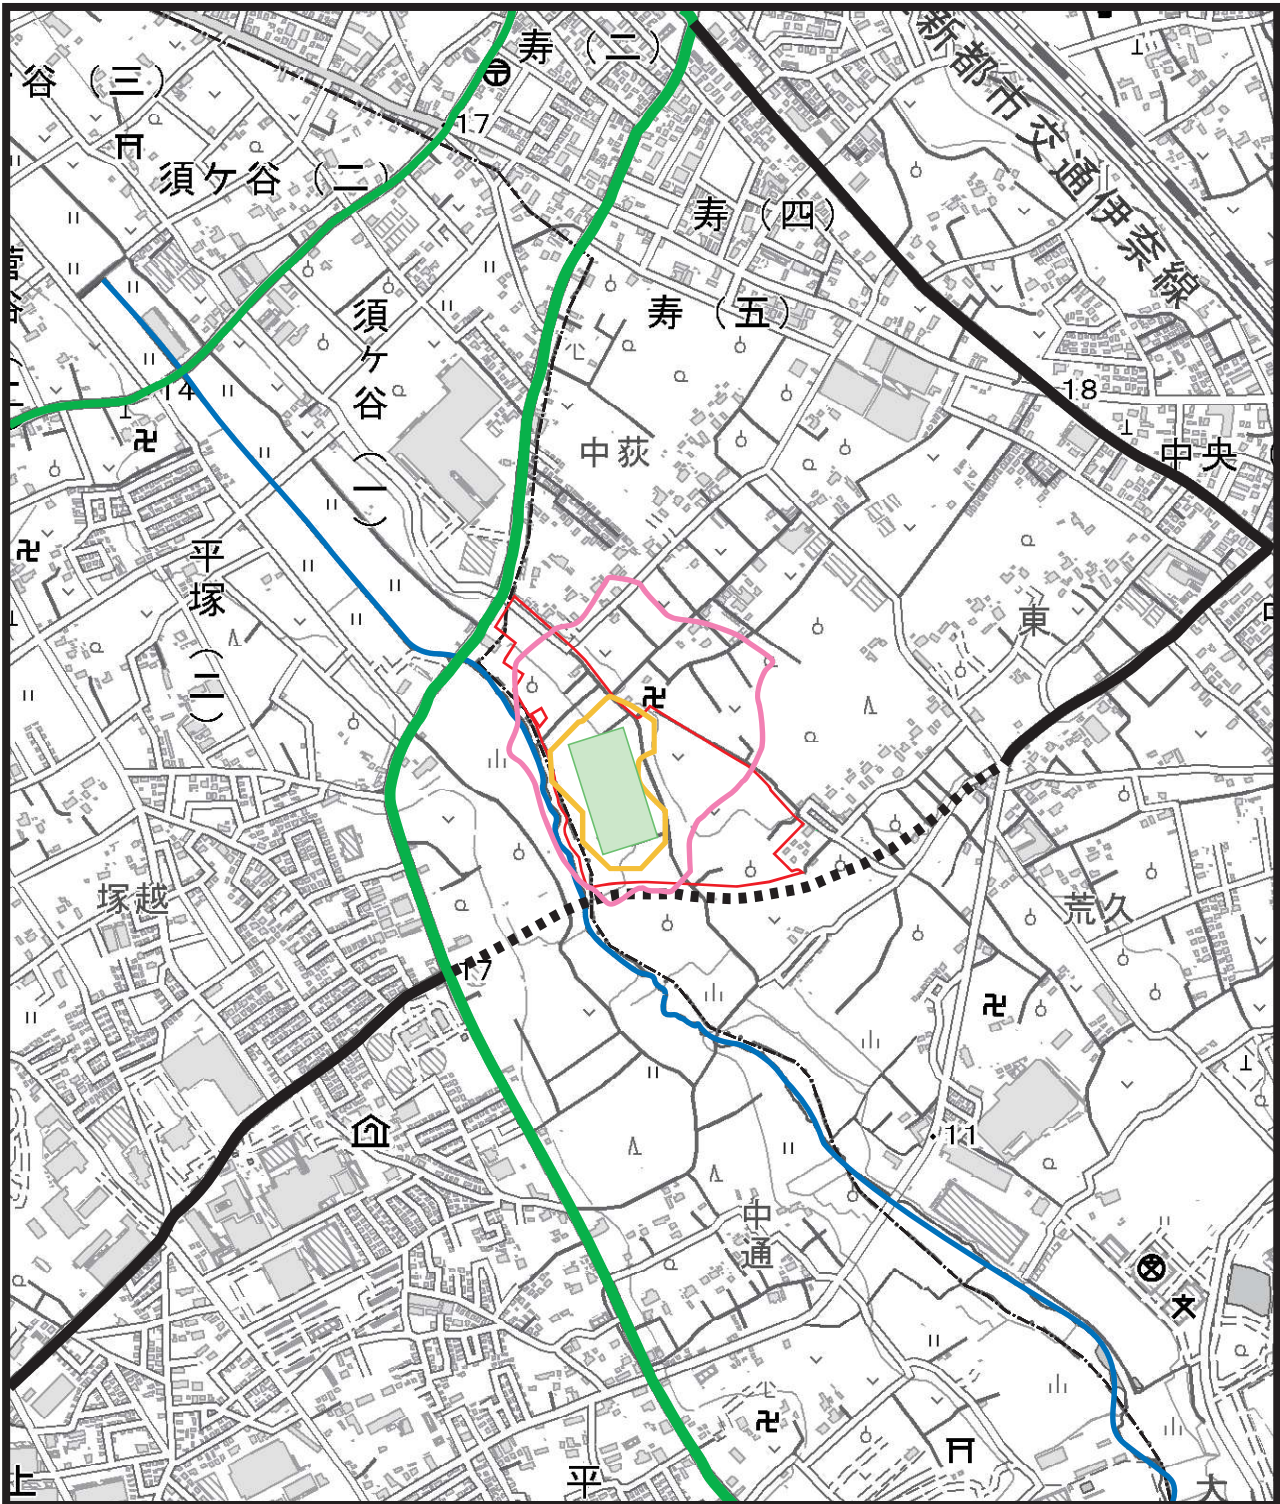 寿（二）
新都市交通伊奈線
谷（三）
17
須ケ谷（二）
寿（四）
寿（五）
須ケ谷（一）
14
18
中荻
中央
平塚（二）
東
塚越
荒久
17
11
中通
上
平